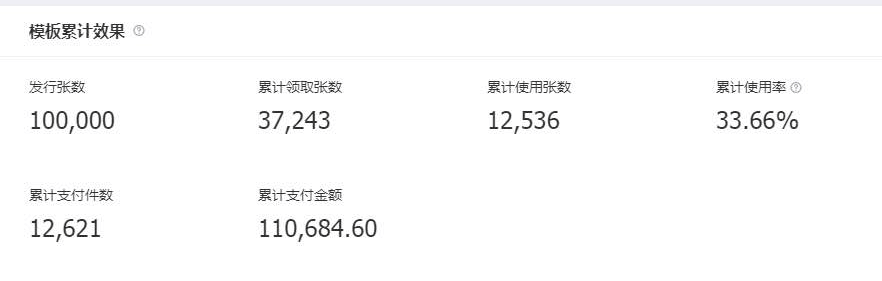 模板累计效果
发行张数 累计领取张数 累计使用张数 累计使用率
100,000 37,243 12,536 33.66%
累计支付件数 累计支付金额
12,621 110,684.60